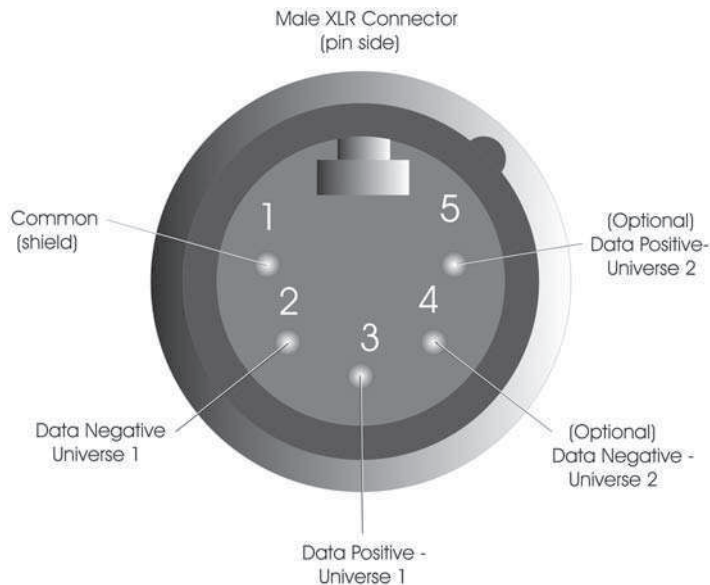 Male XLR Connector
(pin side)
1
5
Common
(shield)
(Optional)
Data Positive-
Universe 2
2
4
3
Data Negative
Universe 1
(Optional)
Data Negative -
Universe 2
Data Positive -
Universe 1